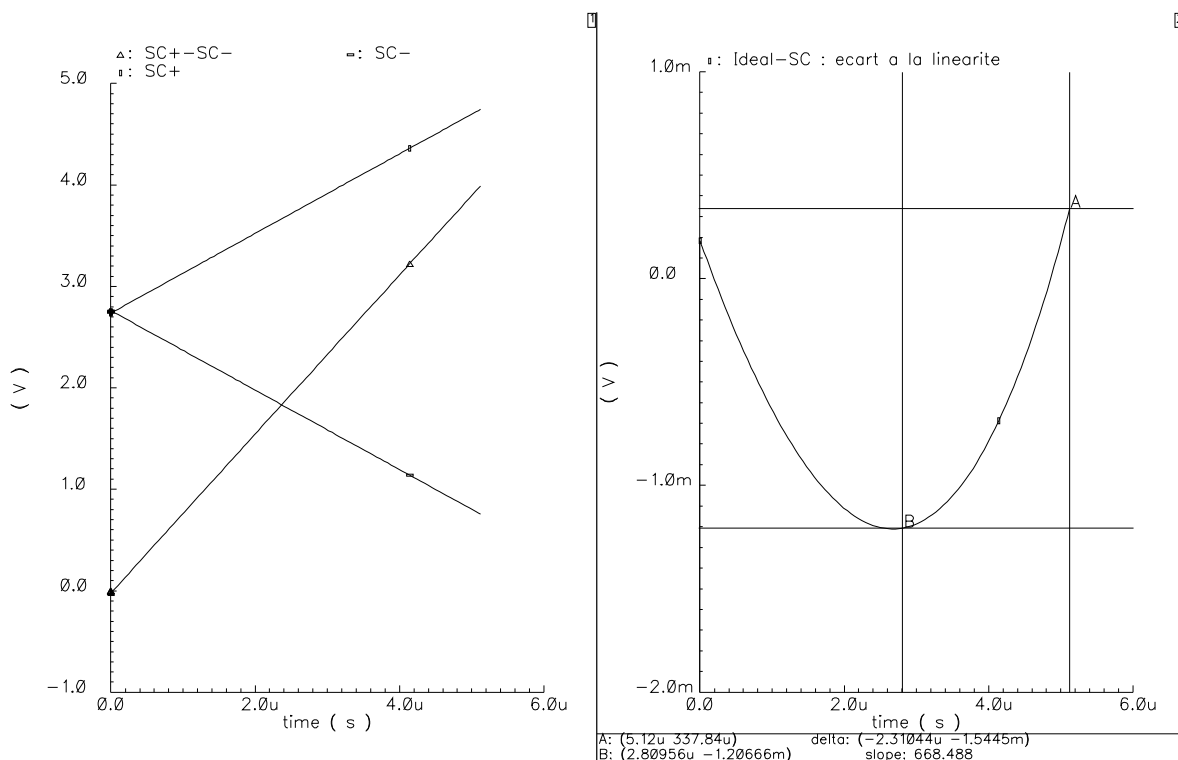 1
△: SC+-SC-
▯: SC+
▭: SC-
5.0
4.0
3.0
2.0
1.0
0.0
-1.0
( V )
0.0
2.0u
4.0u
6.0u
time ( s )
▯: Ideal-SC : ecart a la linearite
1.0m
0.0
-1.0m
-2.0m
( V )
A
B
0.0
2.0u
4.0u
6.0u
time ( s )
A: (5.12u 337.84u) delta: (-2.31044u -1.5445m)
B: (2.80956u -1.20666m) slope: 668.488